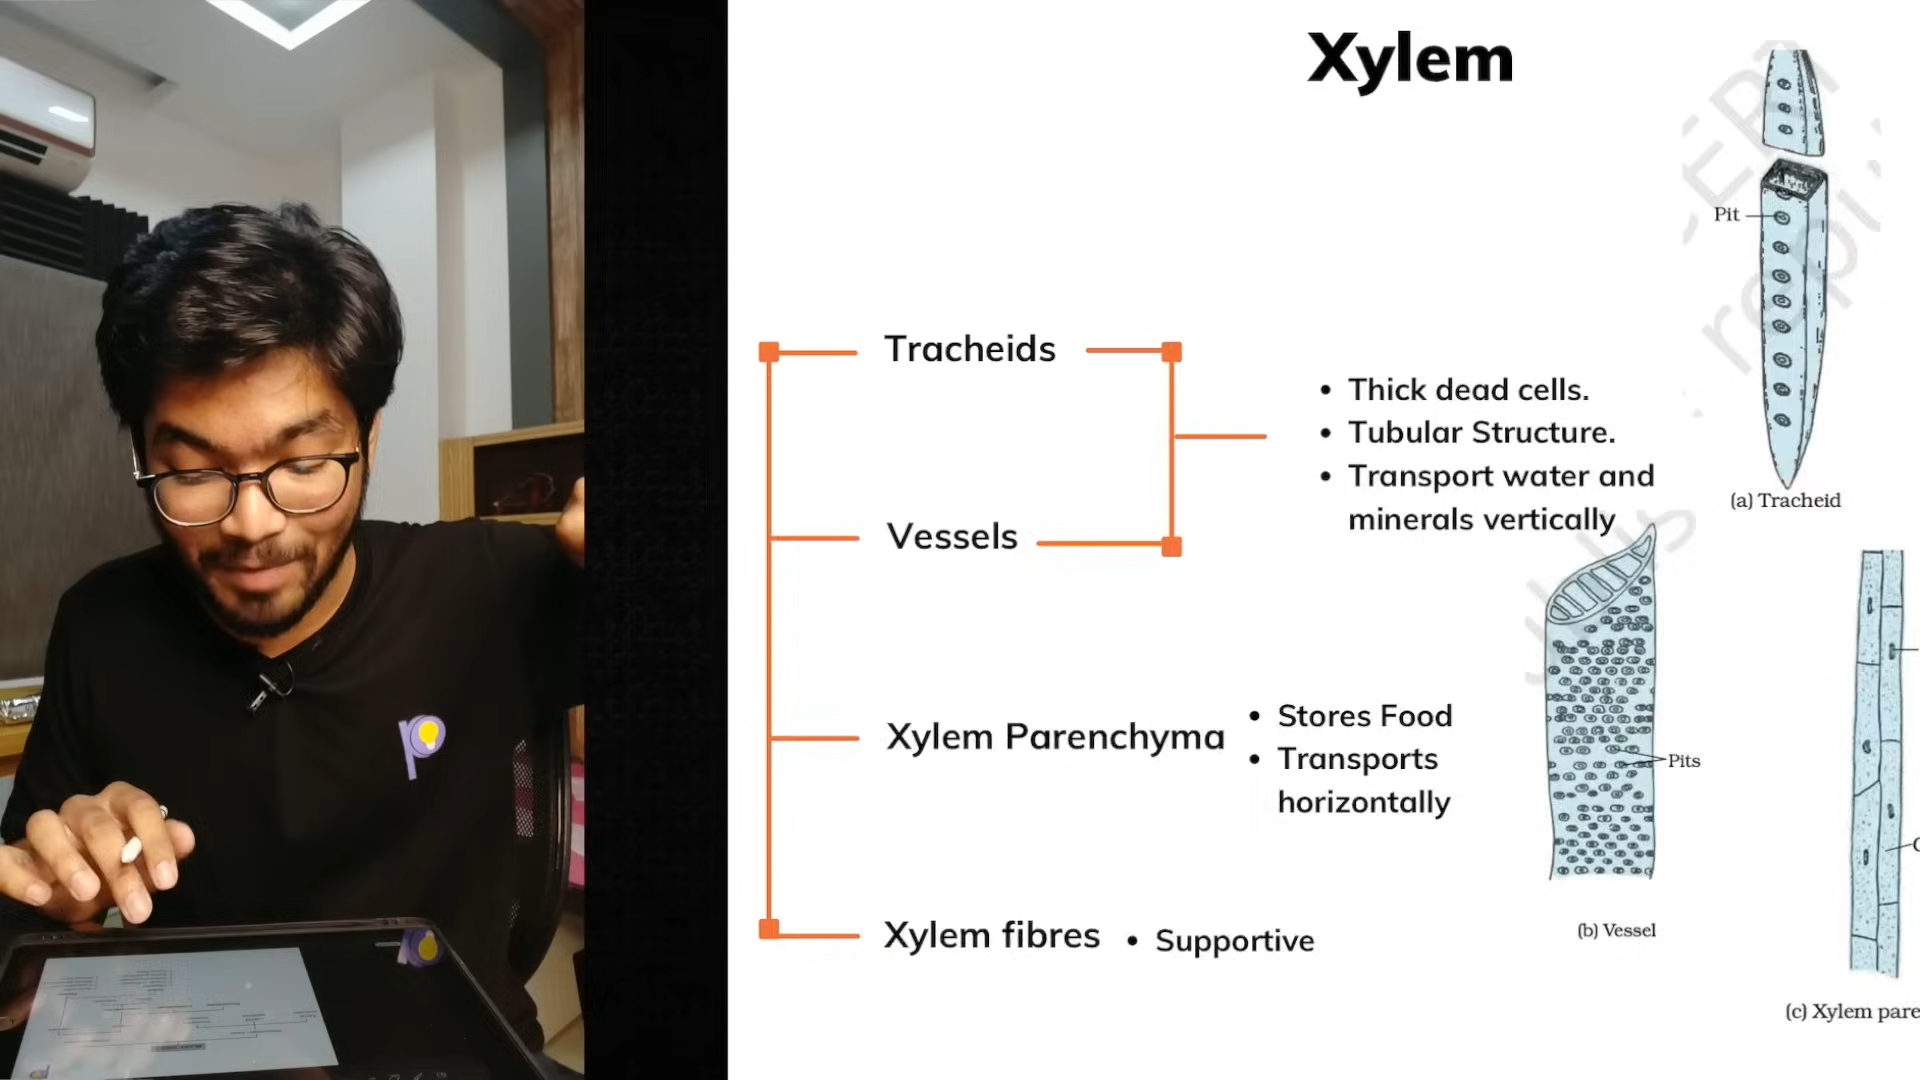 Xylem
Pit
Tracheids
Thick dead cells.
Tubular Structure.
Transport water and
minerals vertically
(a) Tracheid
Vessels
Xylem Parenchyma
• Stores Food
• Transports
horizontally
Pits
(b) Vessel
Xylem fibres
• Supportive
(c) Xylem pare